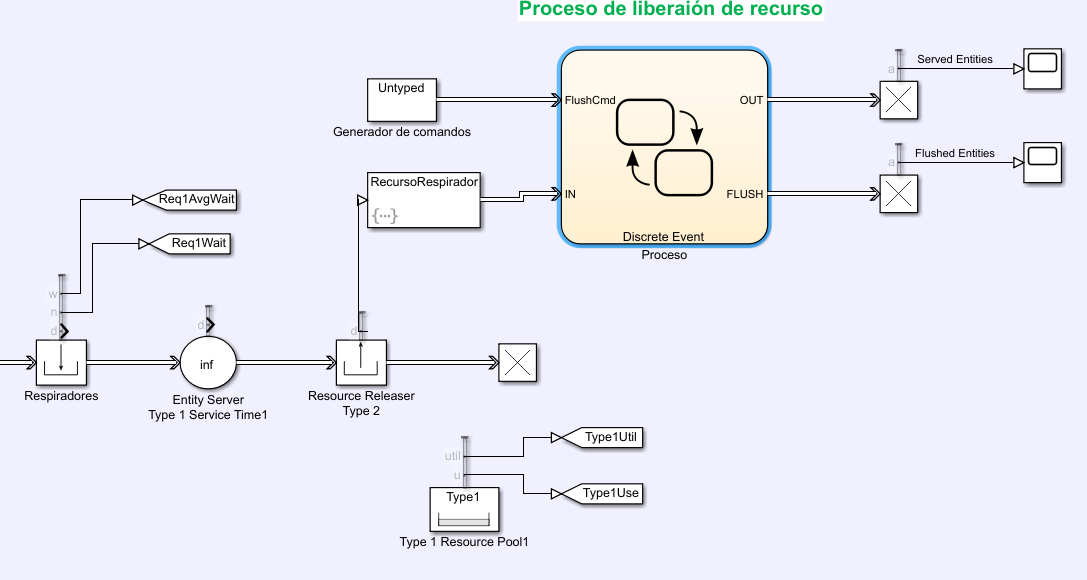 Proceso de liberaión de recurso
Untyped
Generador de comandos
FlushCmd
OUT
IN
FLUSH
Discrete Event
Proceso
a
Served Entities
a
Flushed Entities
RecursoRespirador
{...}
Req1AvgWait
Req1Wait
w
n
d
Respiradores
d
inf
Entity Server
Type 1 Service Time1
d
Resource Releaser
Type 2
util
u
Type1Util
Type1Use
Type1
Type 1 Resource Pool1